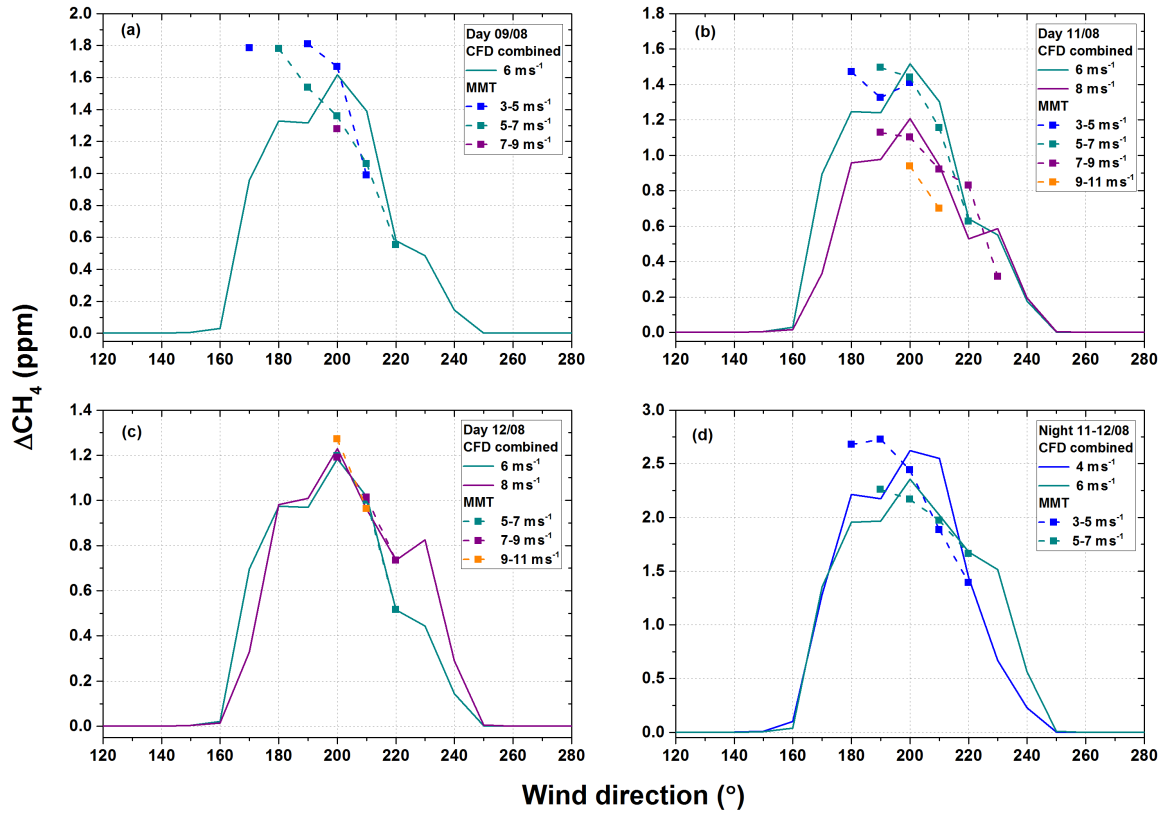 (a)
Day 09/08
CFD combined
6 ms⁻¹
MMT
3-5 ms⁻¹
5-7 ms⁻¹
7-9 ms⁻¹
2.0
1.8
1.6
1.4
1.2
1.0
0.8
0.6
0.4
0.2
0.0
120 140 160 180 200 220 240 260 280
(b)
Day 11/08
CFD combined
6 ms⁻¹
8 ms⁻¹
MMT
3-5 ms⁻¹
5-7 ms⁻¹
7-9 ms⁻¹
9-11 ms⁻¹
1.8
1.6
1.4
1.2
1.0
0.8
0.6
0.4
0.2
0.0
120 140 160 180 200 220 240 260 280
ΔCH₄ (ppm)
(c)
Day 12/08
CFD combined
6 ms⁻¹
8 ms⁻¹
MMT
5-7 ms⁻¹
7-9 ms⁻¹
9-11 ms⁻¹
1.4
1.2
1.0
0.8
0.6
0.4
0.2
0.0
120 140 160 180 200 220 240 260 280
(d)
Night 11-12/08
CFD combined
4 ms⁻¹
6 ms⁻¹
MMT
3-5 ms⁻¹
5-7 ms⁻¹
3.0
2.5
2.0
1.5
1.0
0.5
0.0
120 140 160 180 200 220 240 260 280
Wind direction (°)